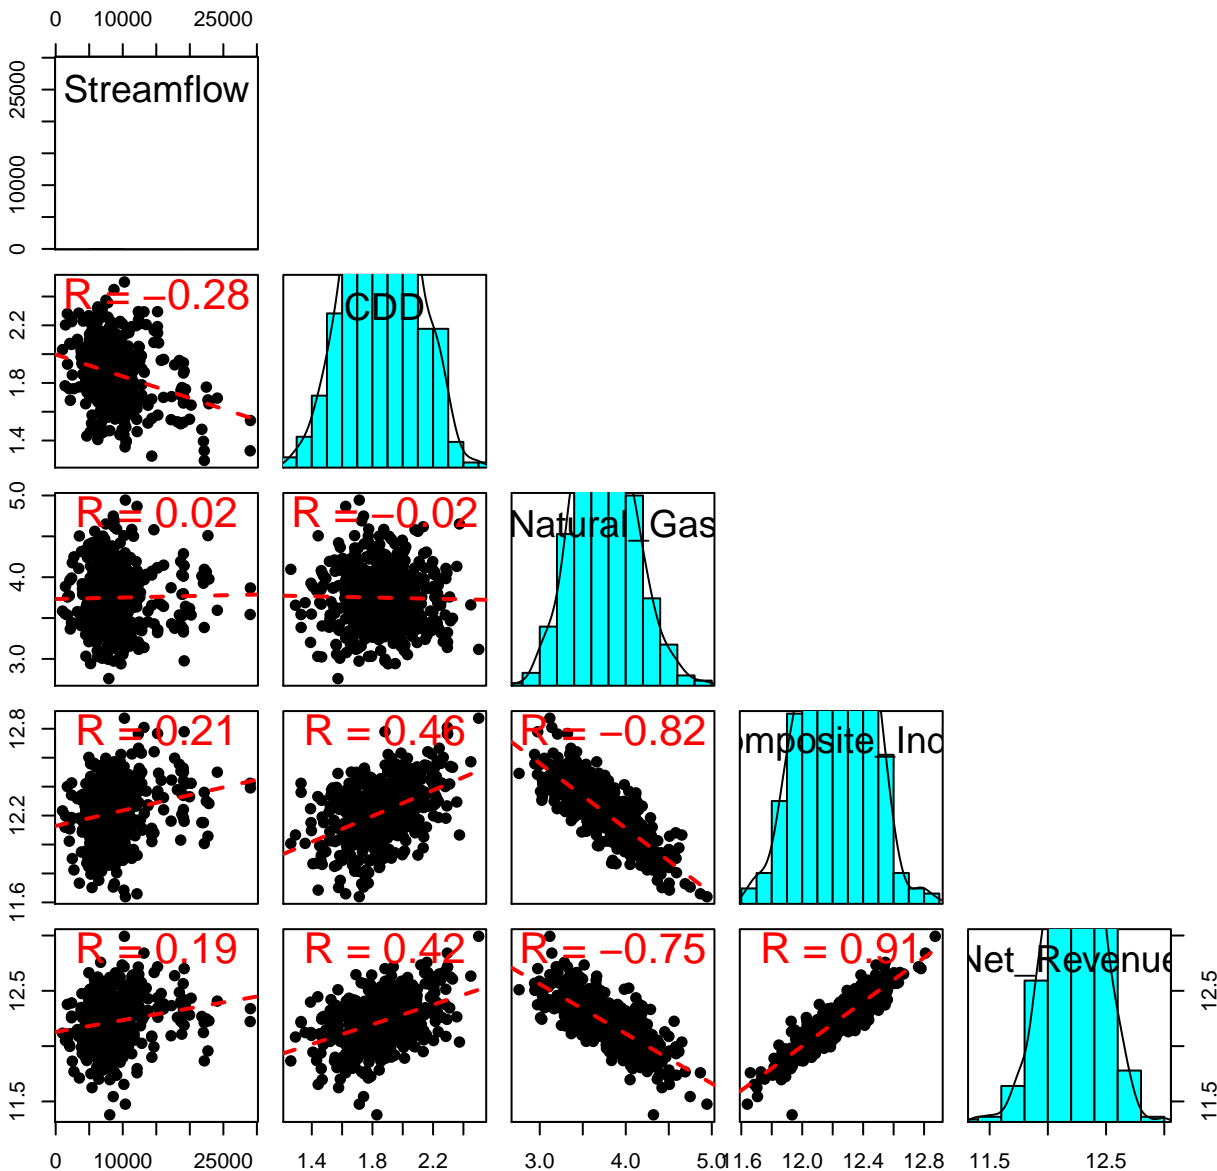 0 10000 25000
0 10000 25000
Streamflow
1.4 1.8 2.2
R = −0.28
CDD
3.0 4.0 5.0
R = 0.02
R = −0.02
Natural_Gas
11.6 12.2 12.8
R = 0.21
R = 0.46
R = −0.82
omposite_Ind
11.5 12.5
R = 0.19
R = 0.42
R = −0.75
R = 0.91
Net_Revenue
11.5 12.5
0 10000 25000
1.4 1.8 2.2
3.0 4.0 5.0
11.6 12.0 12.4 12.8
11.5 12.5